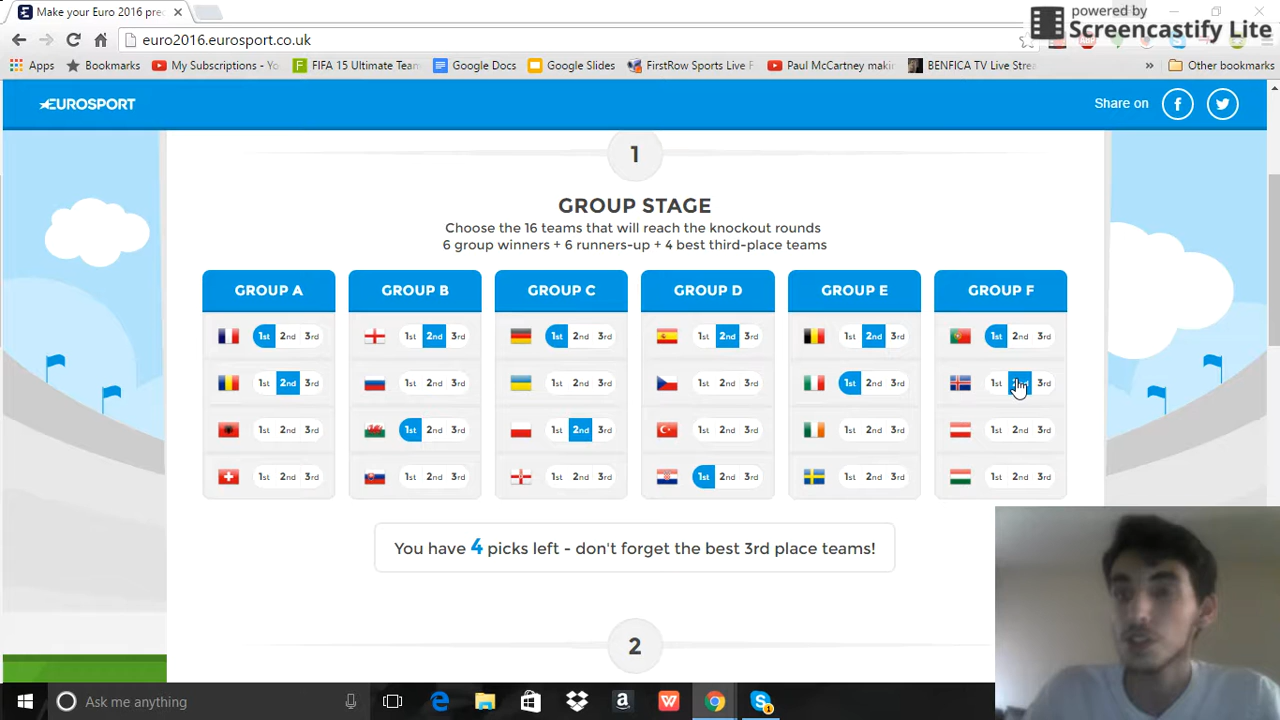 Make your Euro 2016 prec
powered by
Screencastify Lite
euro2016.eurosport.co.uk
Apps
Bookmarks
My Subscriptions - Yo
FIFA 15 Ultimate Team
Google Docs
Google Slides
FirstRow Sports Live F
Paul McCartney makin
BENFICA TV Live Strea
»
Other bookmarks
EUROSPORT
Share on
1
GROUP STAGE
Choose the 16 teams that will reach the knockout rounds
6 group winners + 6 runners-up + 4 best third-place teams
GROUP A GROUP B GROUP C GROUP D GROUP E GROUP F
1st 2nd 3rd 1st 2nd 3rd 1st 2nd 3rd 1st 2nd 3rd 1st 2nd 3rd 1st 2nd 3rd
1st 2nd 3rd 1st 2nd 3rd 1st 2nd 3rd 1st 2nd 3rd 1st 2nd 3rd 1st 3rd
1st 2nd 3rd 1st 2nd 3rd 1st 2nd 3rd 1st 2nd 3rd 1st 2nd 3rd 1st 2nd 3rd
1st 2nd 3rd 1st 2nd 3rd 1st 2nd 3rd 1st 2nd 3rd 1st 2nd 3rd 1st 2nd 3rd
You have 4 picks left - don't forget the best 3rd place teams!
2
Ask me anything